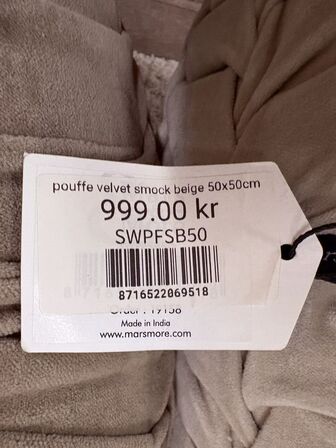 pouffe velvet smock beige 50x50cm
999.00 kr
SWPFSB50
8716522069518
Made in India
www.marsmore.com